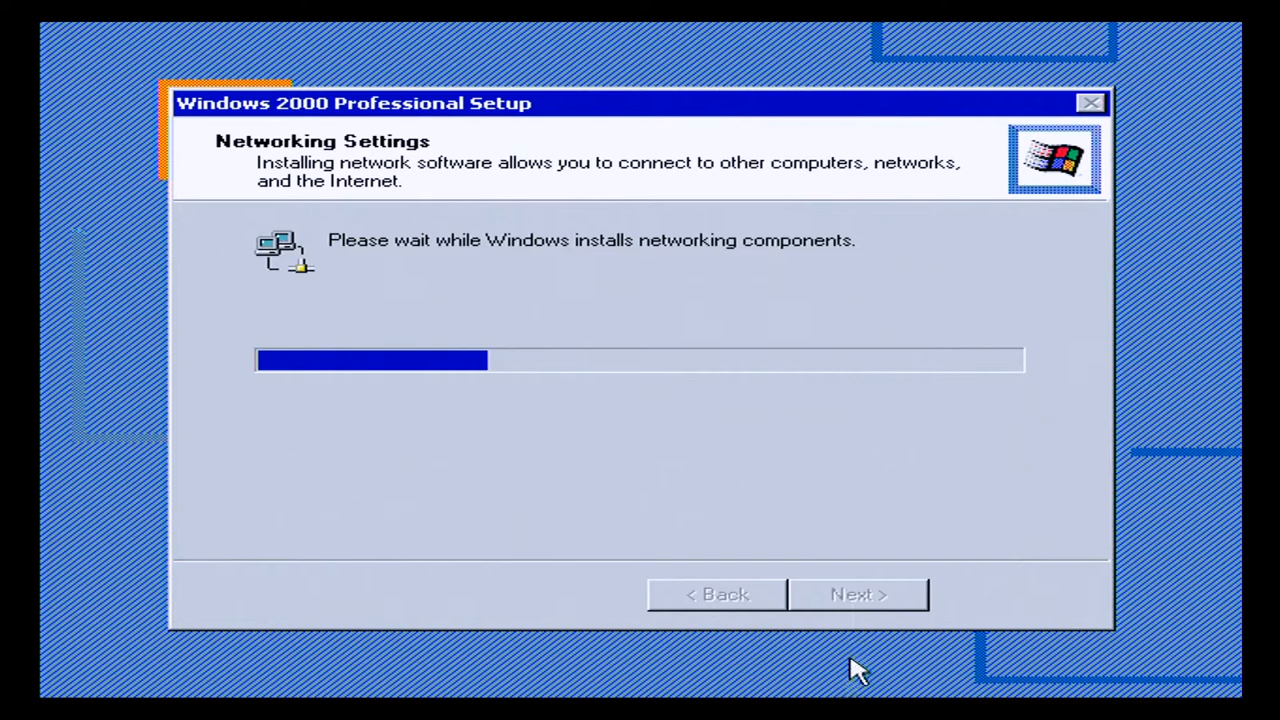 Windows 2000 Professional Setup
Networking Settings
Installing network software allows you to connect to other computers, networks,
and the Internet.
Please wait while Windows installs networking components.
< Back
Next >